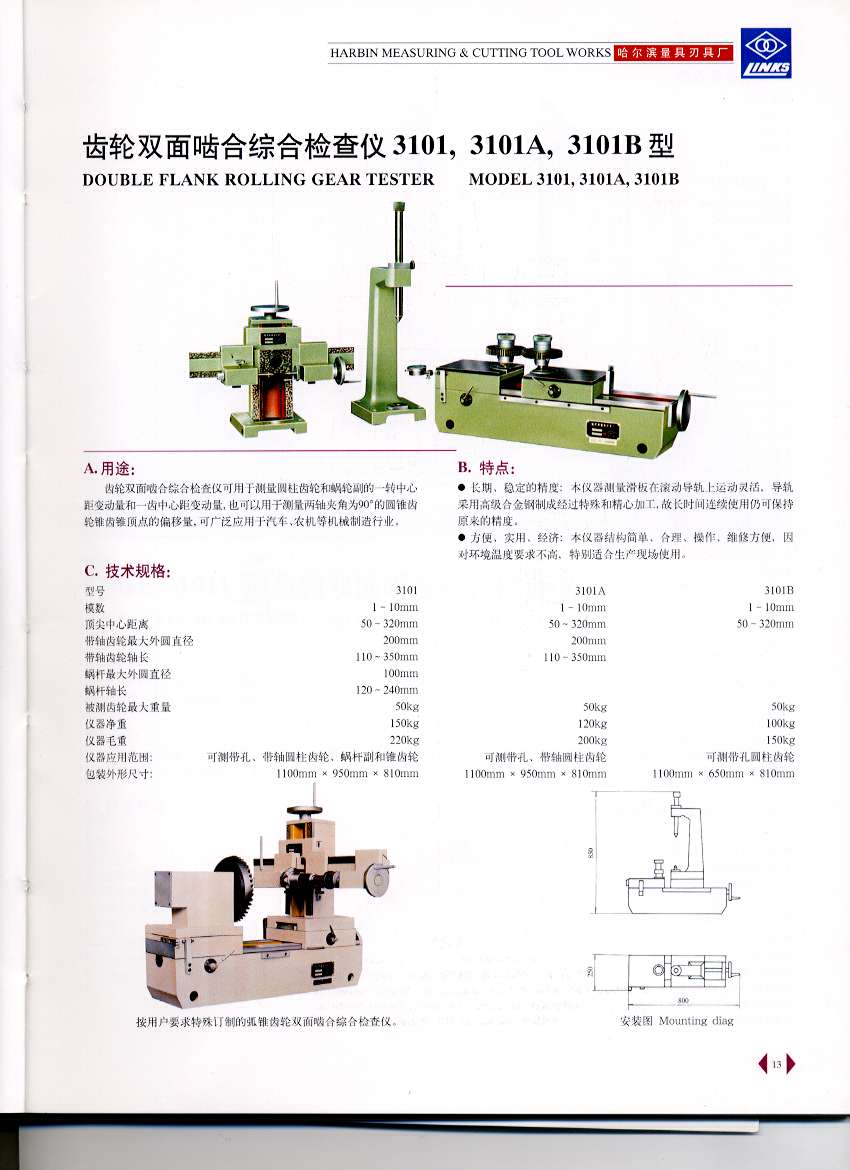 HARBIN MEASURING & CUTTING TOOL WORKS 哈尔滨量具刃具厂
LINKS
齿轮双面啮合综合检查仪 3101, 3101A, 3101B 型
DOUBLE FLANK ROLLING GEAR TESTER MODEL 3101, 3101A, 3101B
A. 用途:
齿轮双面啮合综合检查仪可用于测量圆柱齿轮和蜗轮副的一转中心
距变动量和一齿中心距变动量,也可以用于测量两轴夹角为90°的圆锥齿
轮锥齿锥顶点的偏移量,可广泛应用于汽车、农机等机械制造行业。
B. 特点:
● 长期、稳定的精度: 本仪器测量滑板在滚动导轨上运动灵活, 导轨
采用高级合金钢制成经过特殊和精心加工,故长时间连续使用仍可保持
原来的精度。
● 方便、实用、经济: 本仪器结构简单、合理、操作、维修方便, 因
对环境温度要求不高, 特别适合生产现场使用。
C. 技术规格:
型号 3101 3101A 3101B
模数 1-10mm 1-10mm 1-10mm
顶尖中心距离 50-320mm 50~320mm 50-320mm
带轴齿轮最大外圆直径 200mm 200mm
带轴齿轮轴长 110~350mm 110-350mm
蜗杆最大外圆直径 100mm
蜗杆轴长 120-240mm
被测齿轮最大重量 50kg 50kg 50kg
仪器净重 150kg 120kg 100kg
仪器毛重 220kg 200kg 150kg
仪器应用范围: 可测带孔、带轴圆柱齿轮、蜗杆副和锥齿轮 可测带孔、带轴圆柱齿轮 可测带孔圆柱齿轮
包装外形尺寸: 1100mm × 950mm × 810mm 1100mm × 950mm × 810mm 1100mm × 650mm × 810mm
850
250
800
按用户要求特殊订制的弧锥齿轮双面啮合综合检查仪。
安装图 Mounting diag
13